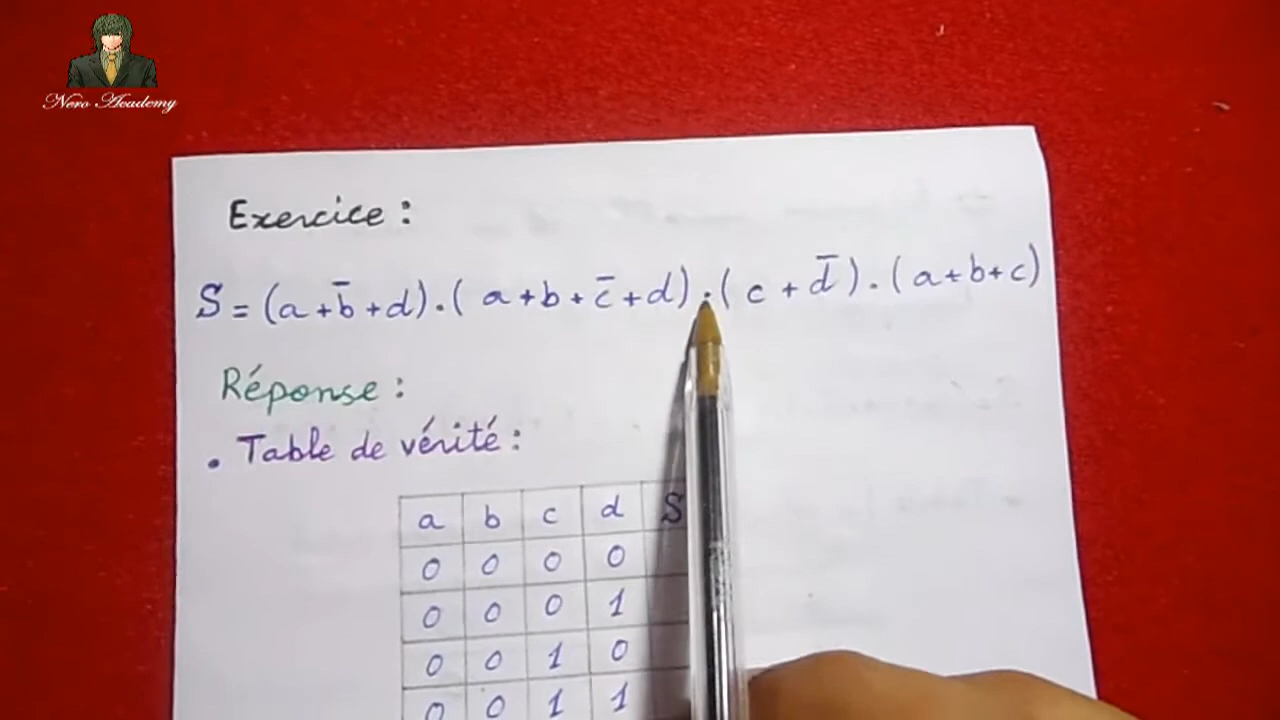 Nero Academy
Exercice :
S = (a + b̅ + d) . ( a + b + c̅ + d) . ( c + d̅ ) . ( a + b + c)
Réponse :
. Table de vérité :
a b c d S
0 0 0 0
0 0 0 1
0 0 1 0
0 0 1 1